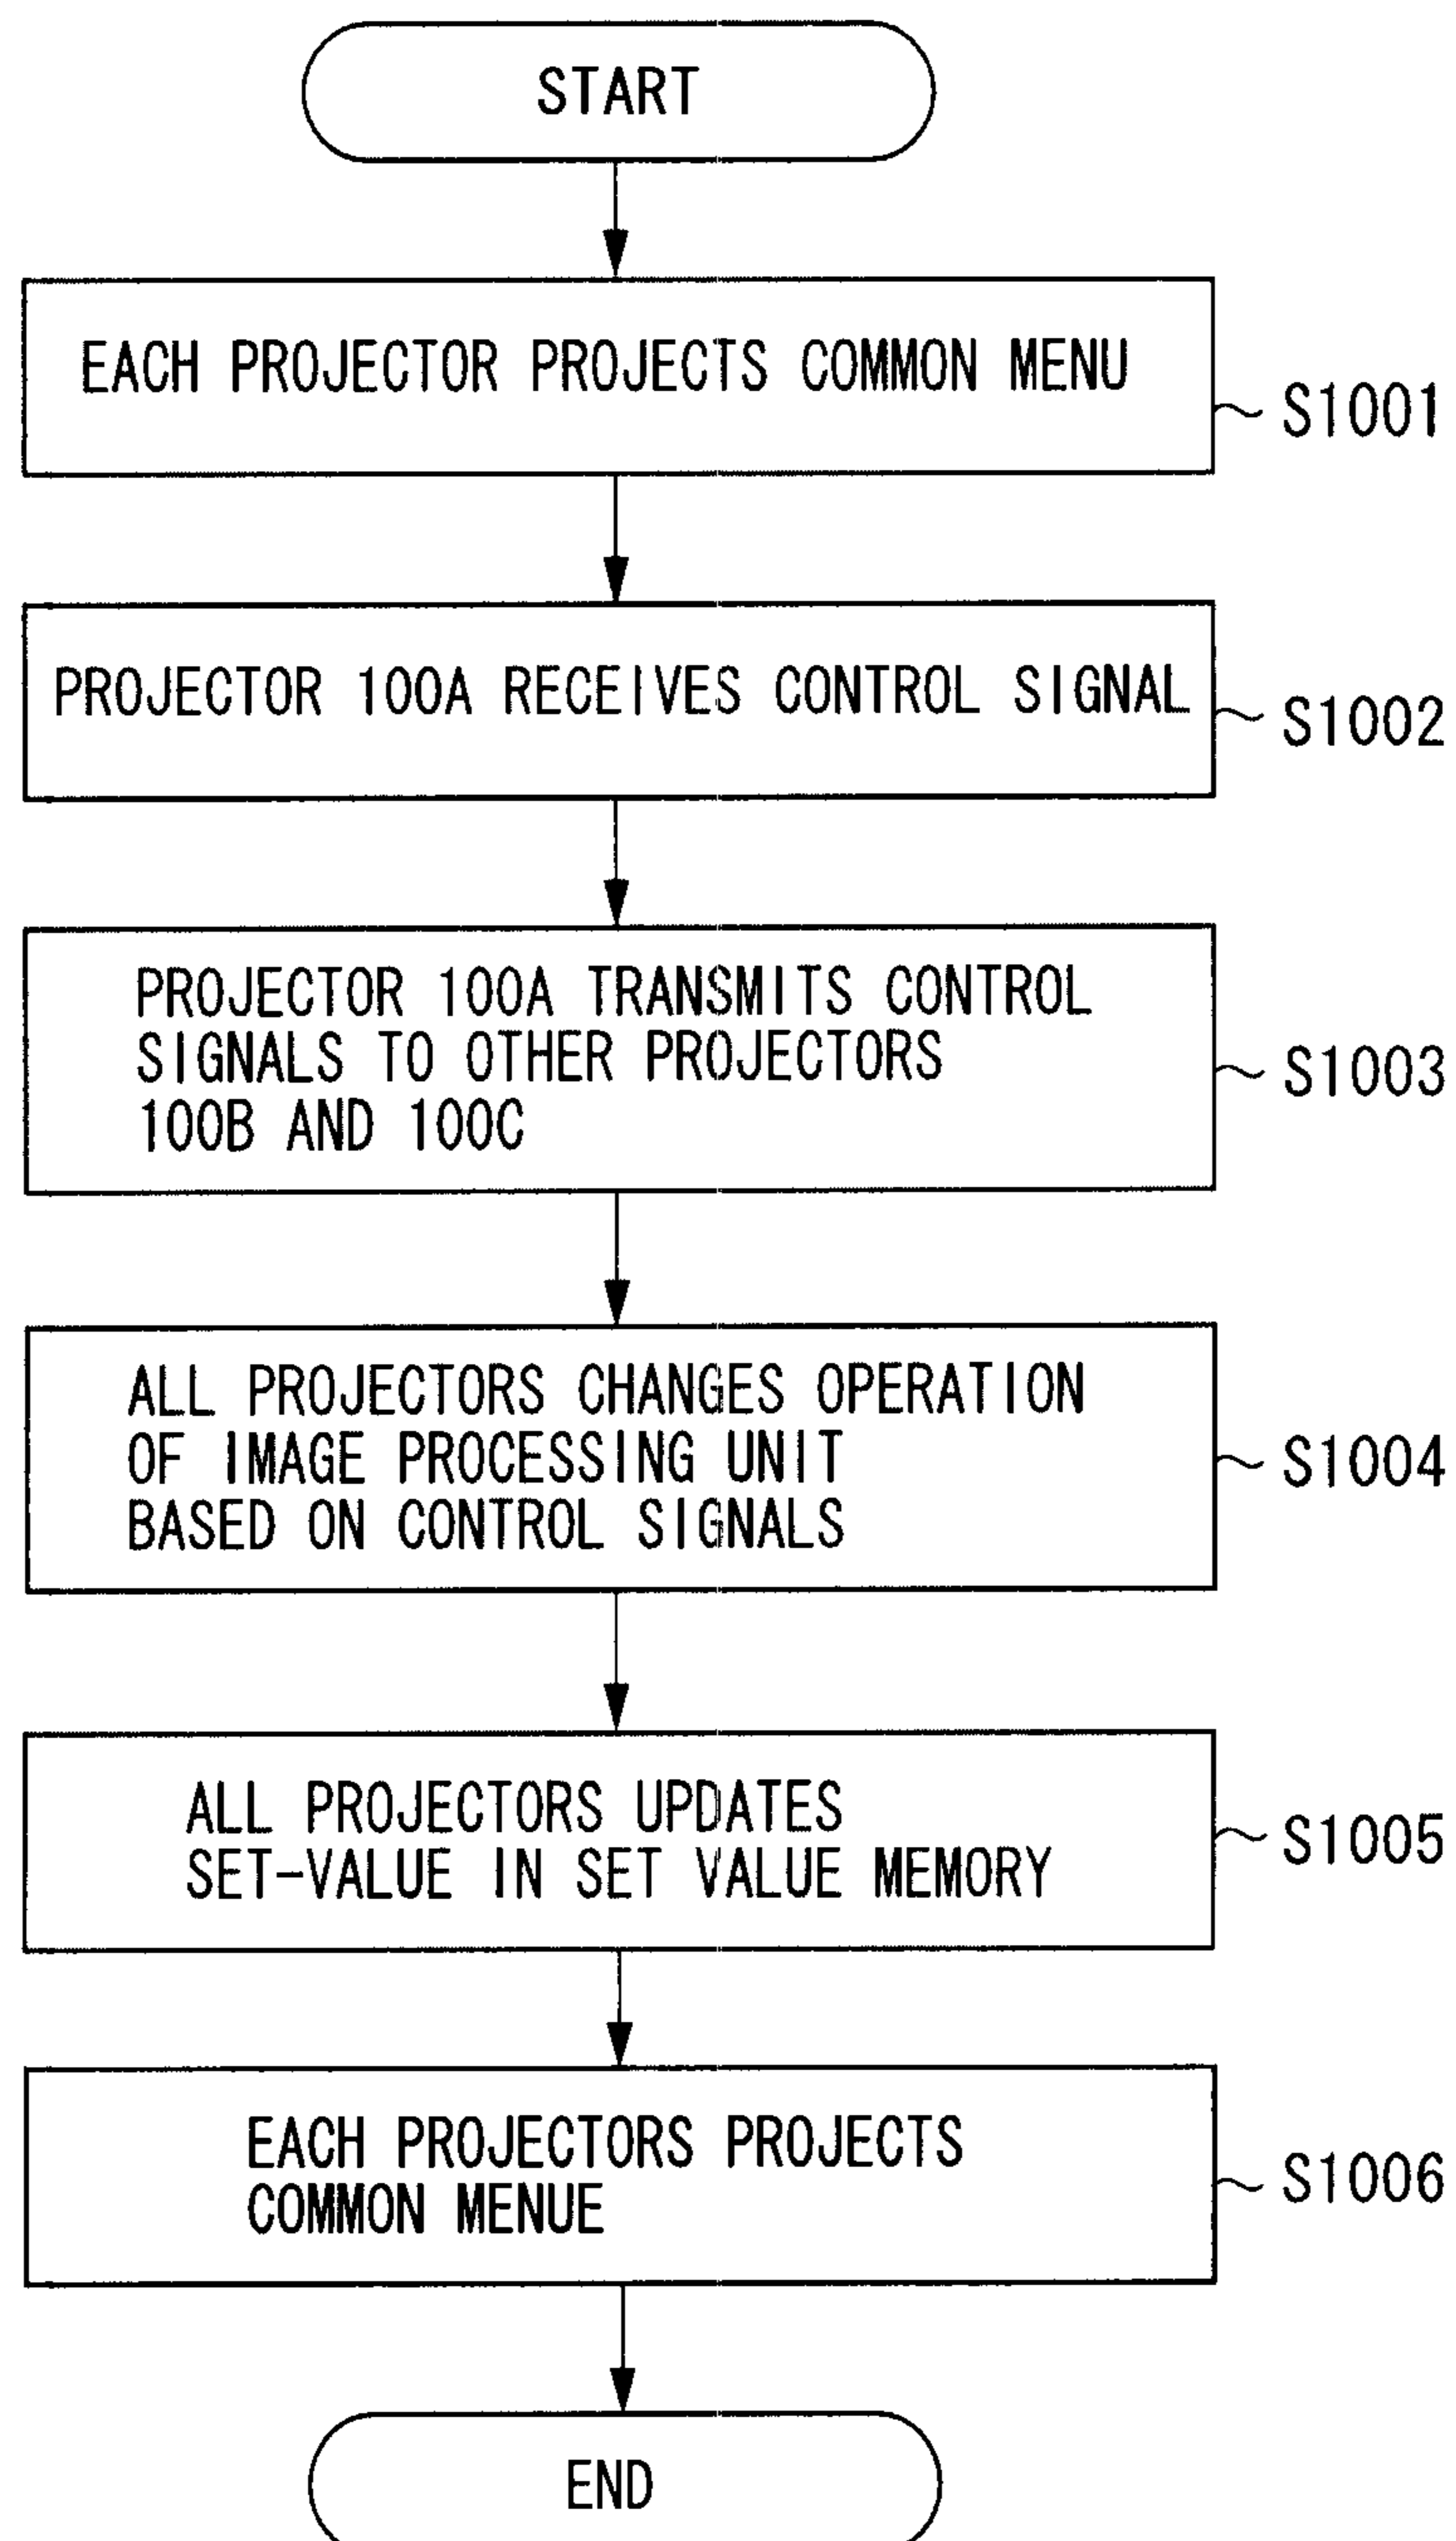 START
EACH PROJECTOR PROJECTS COMMON MENU
S1001
PROJECTOR 100A RECEIVES CONTROL SIGNAL
S1002
PROJECTOR 100A TRANSMITS CONTROL
SIGNALS TO OTHER PROJECTORS
100B AND 100C
S1003
ALL PROJECTORS CHANGES OPERATION
OF IMAGE PROCESSING UNIT
BASED ON CONTROL SIGNALS
S1004
ALL PROJECTORS UPDATES
SET-VALUE IN SET VALUE MEMORY
S1005
EACH PROJECTORS PROJECTS
COMMON MENUE
S1006
END